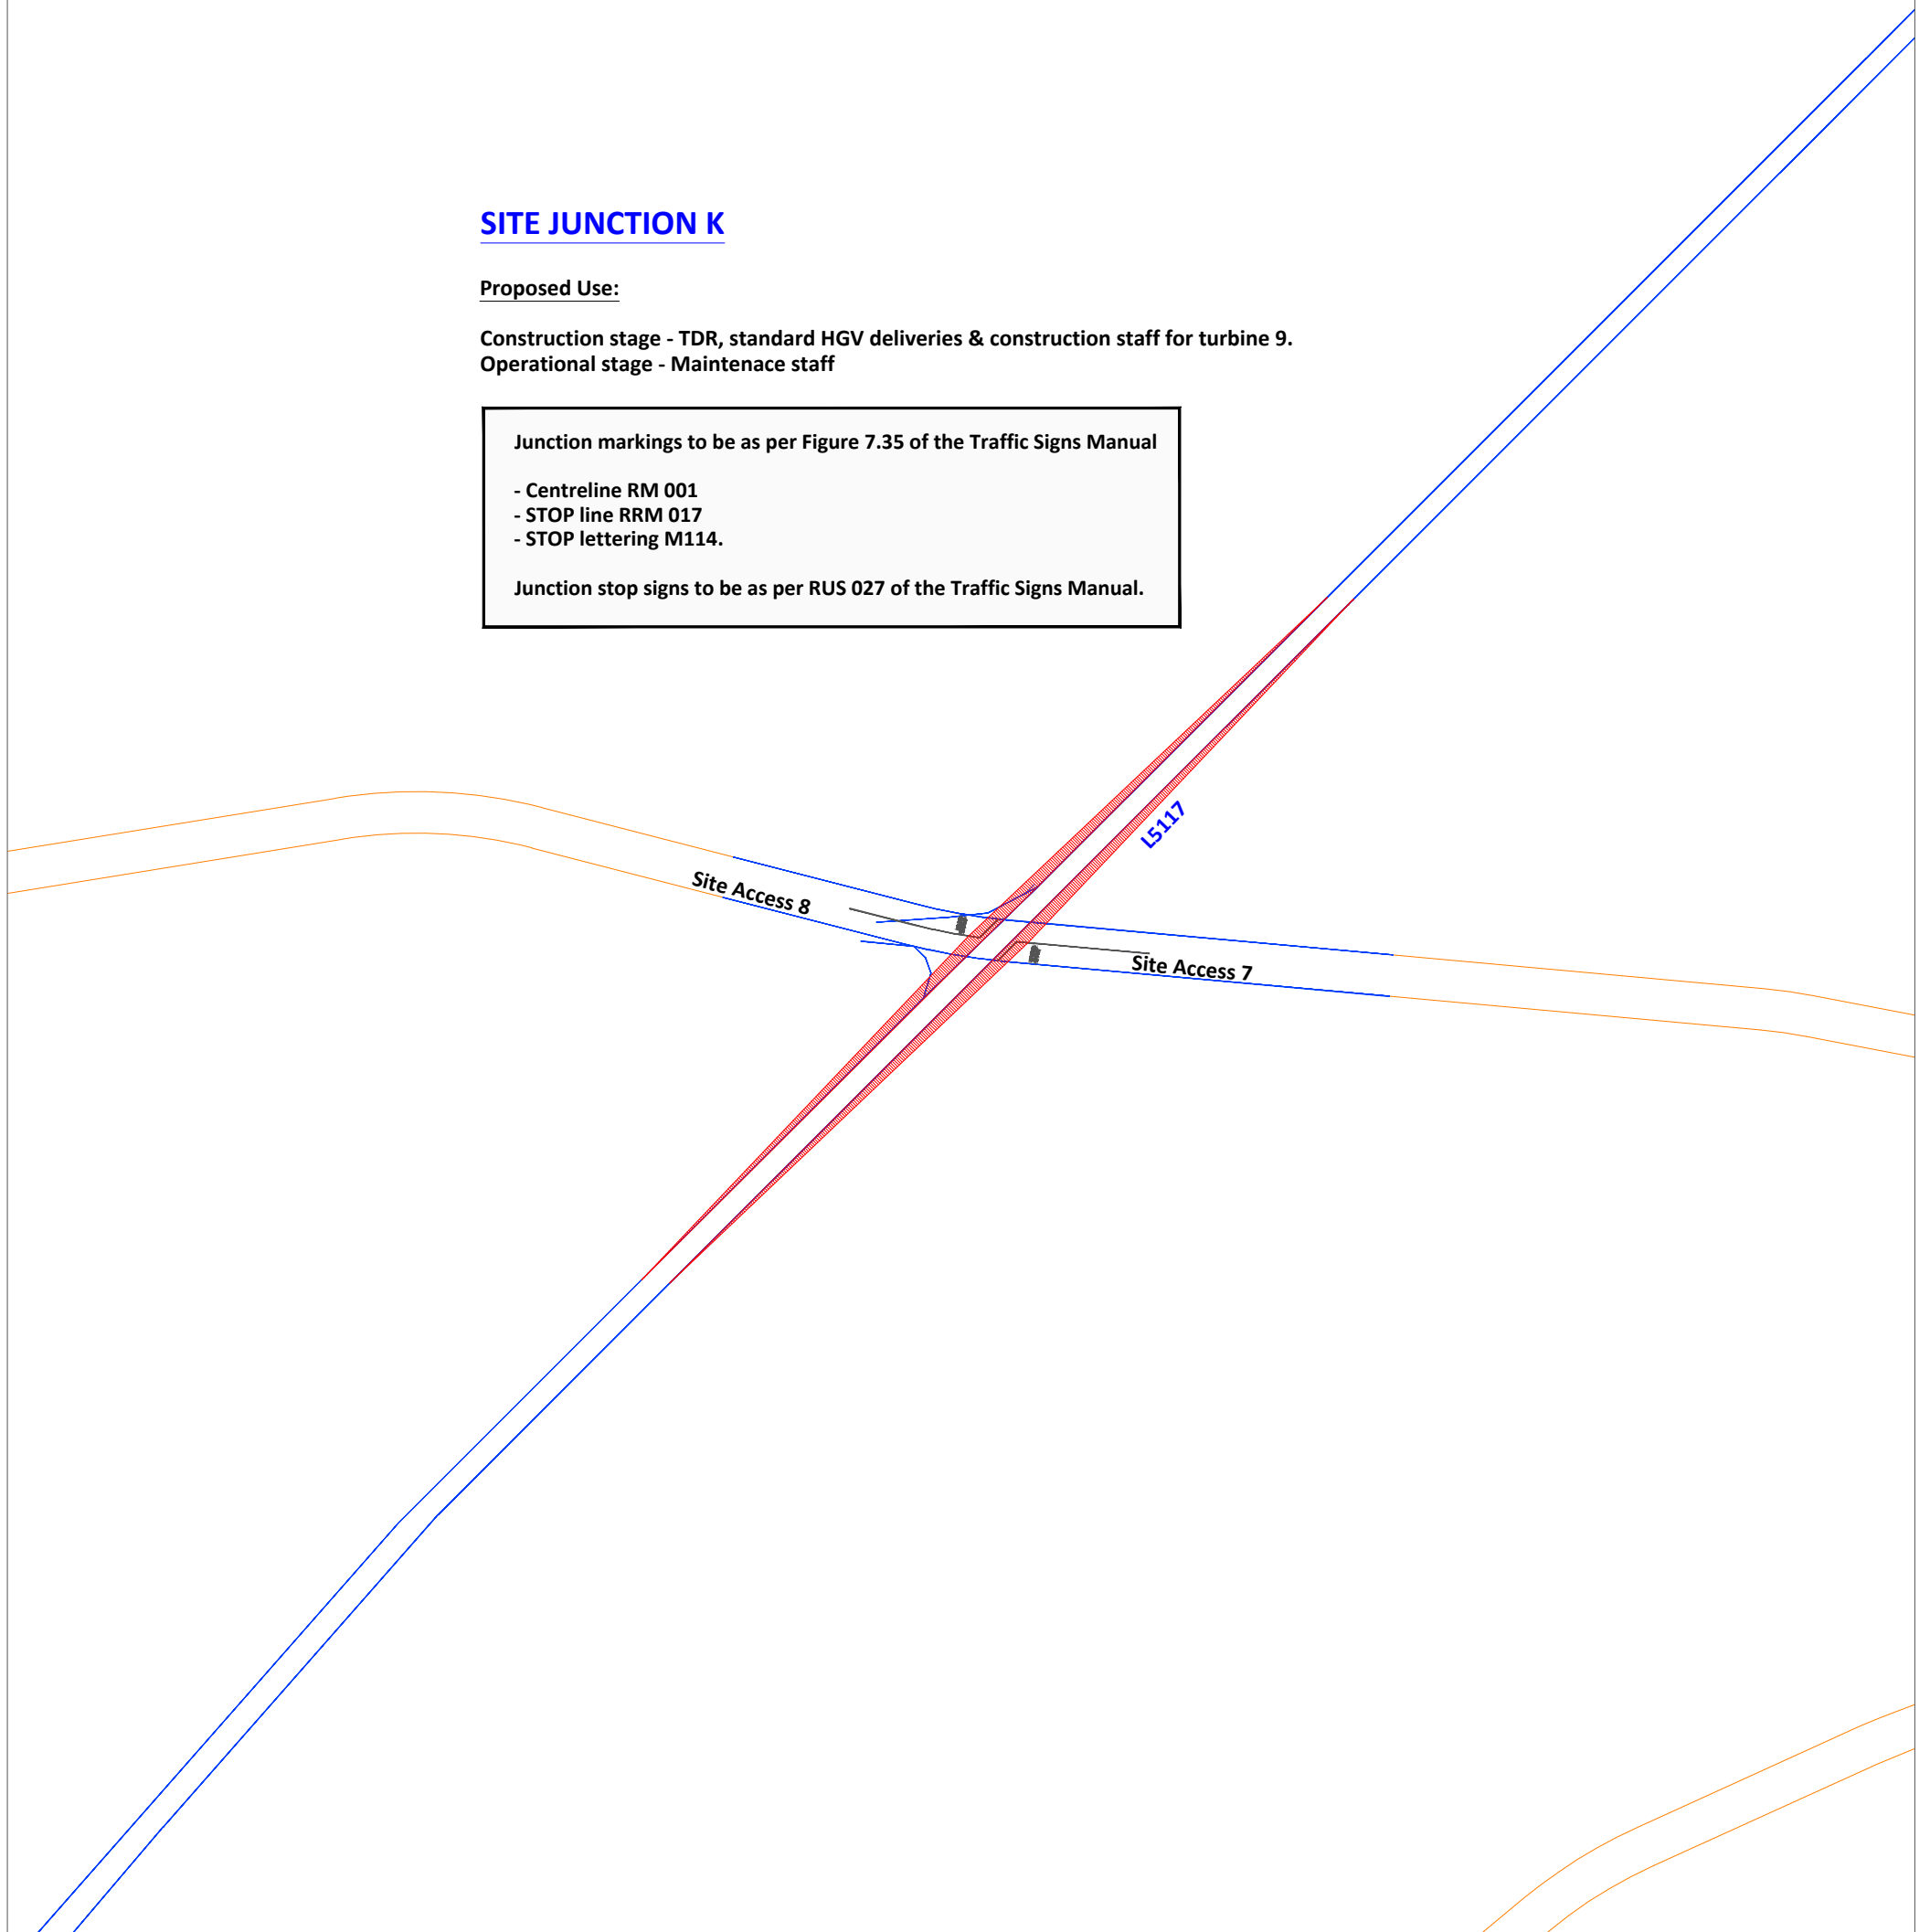 SITE JUNCTION K
Proposed Use:
Construction stage - TDR, standard HGV deliveries & construction staff for turbine 9.
Operational stage - Maintenace staff
Junction markings to be as per Figure 7.35 of the Traffic Signs Manual
- Centreline RM 001
- STOP line RRM 017
- STOP lettering M114.
Junction stop signs to be as per RUS 027 of the Traffic Signs Manual.
L5117
Site Access 8
Site Access 7